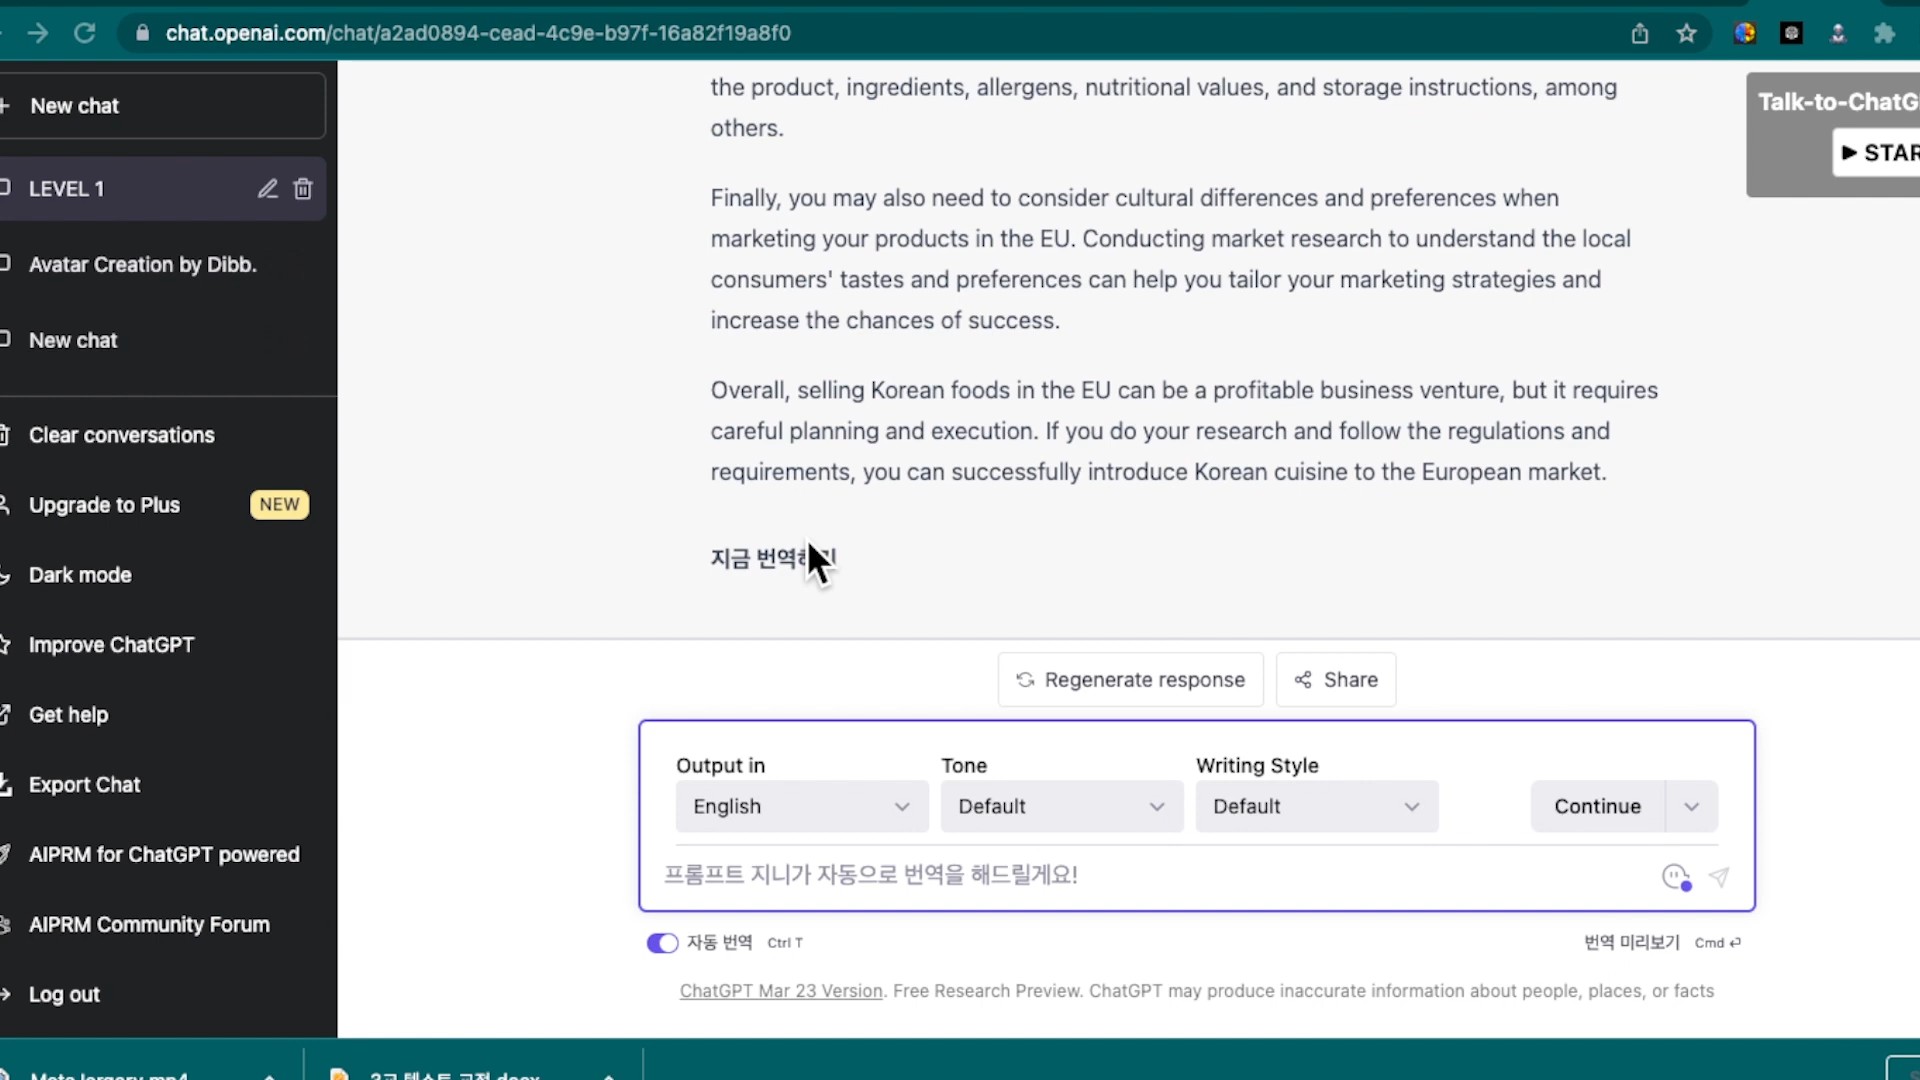 chat.openai.com/chat/a2ad0894-cead-4c9e-b97f-16a82f19a8f0
New chat
LEVEL 1
Avatar Creation by Dibb.
New chat
Clear conversations
Upgrade to Plus NEW
Dark mode
Improve ChatGPT
Get help
Export Chat
AIPRM for ChatGPT powered
AIPRM Community Forum
Log out
the product, ingredients, allergens, nutritional values, and storage instructions, among
others.
Finally, you may also need to consider cultural differences and preferences when
marketing your products in the EU. Conducting market research to understand the local
consumers' tastes and preferences can help you tailor your marketing strategies and
increase the chances of success.
Overall, selling Korean foods in the EU can be a profitable business venture, but it requires
careful planning and execution. If you do your research and follow the regulations and
requirements, you can successfully introduce Korean cuisine to the European market.
지금 번역하기
Talk-to-ChatG
▶ STAR
Regenerate response Share
Output in Tone Writing Style
English Default Default Continue
프롬프트 지니가 자동으로 번역을 해드릴게요!
자동 번역 Ctrl T 번역 미리보기 Cmd ⏎
ChatGPT Mar 23 Version. Free Research Preview. ChatGPT may produce inaccurate information about people, places, or facts